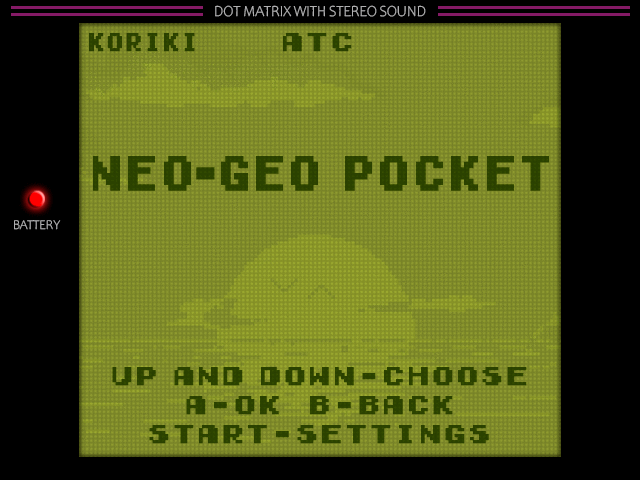 DOT MATRIX WITH STEREO SOUND
KORIKI ATC
NEO-GEO POCKET
BATTERY
UP AND DOWN-CHOOSE
A-OK B-BACK
START-SETTINGS